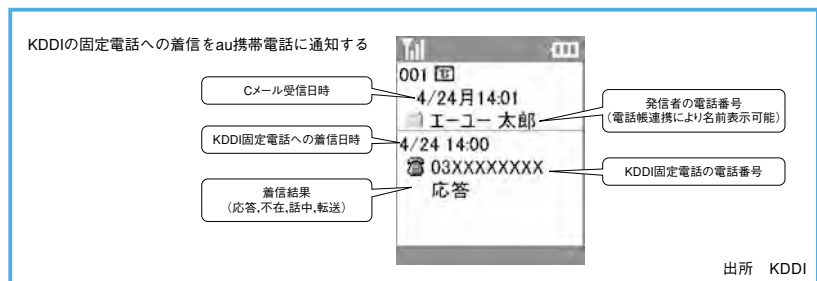 KDDIの固定電話への着信をau携帯電話に通知する
Cメール受信日時
KDDI固定電話への着信日時
着信結果
(応答,不在,話中,転送)
001
4/24月14:01
エーユー 太郎
4/24 14:00
03XXXXXXXX
応答
発信者の電話番号
(電話帳連携により名前表示可能)
KDDI固定電話の電話番号
出所 KDDI